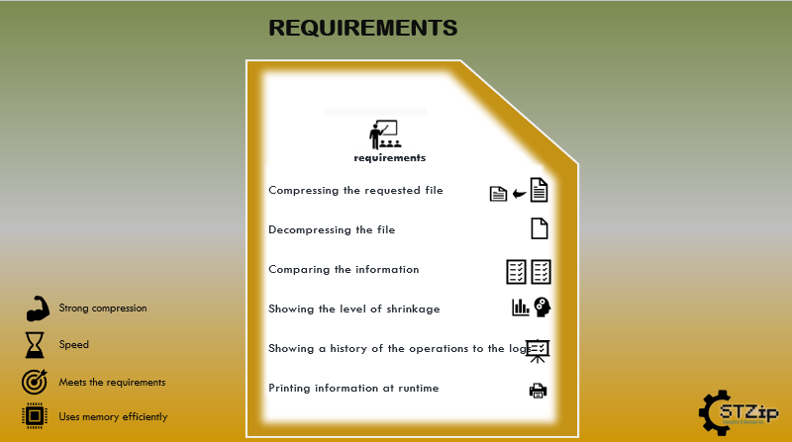 REQUIREMENTS
requirements
Compressing the requested file
Decompressing the file
Comparing the information
Showing the level of shrinkage
Showing a history of the operations to the logs
Printing information at runtime
Strong compression
Speed
Meets the requirements
Uses memory efficiently
STZip